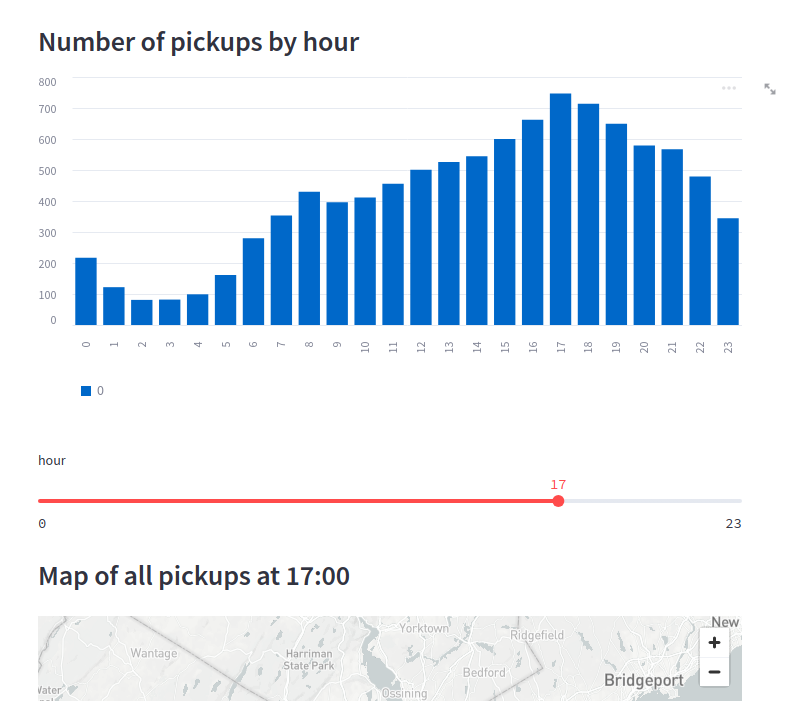 Number of pickups by hour
800
700
600
500
400
300
200
100
0
0 1 2 3 4 5 6 7 8 9 10 11 12 13 14 15 16 17 18 19 20 21 22 23
0
hour
17
0 23
Map of all pickups at 17:00
New
Yorktown
Ridgefield
Wantage
Harriman
State Park
Bedford
Bridgeport
Ossining